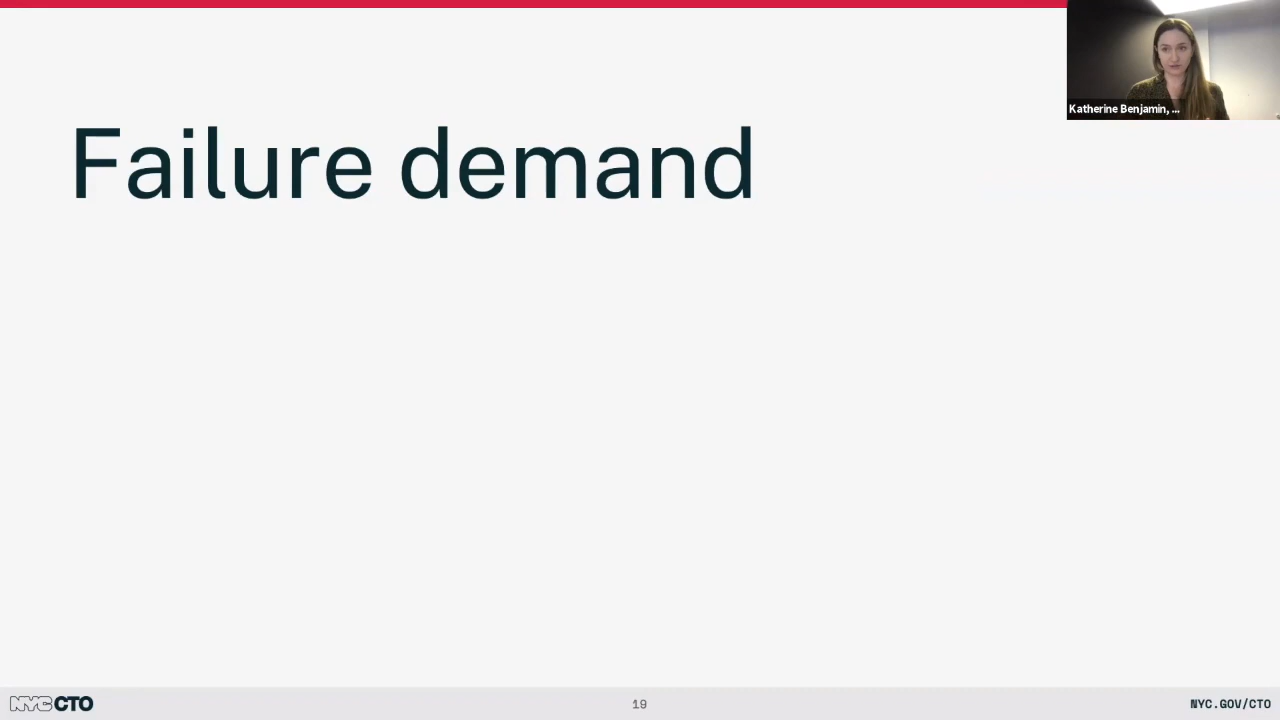 Katherine Benjamin, ...
Failure demand
NYC CTO
19
NYC.GOV/CTO